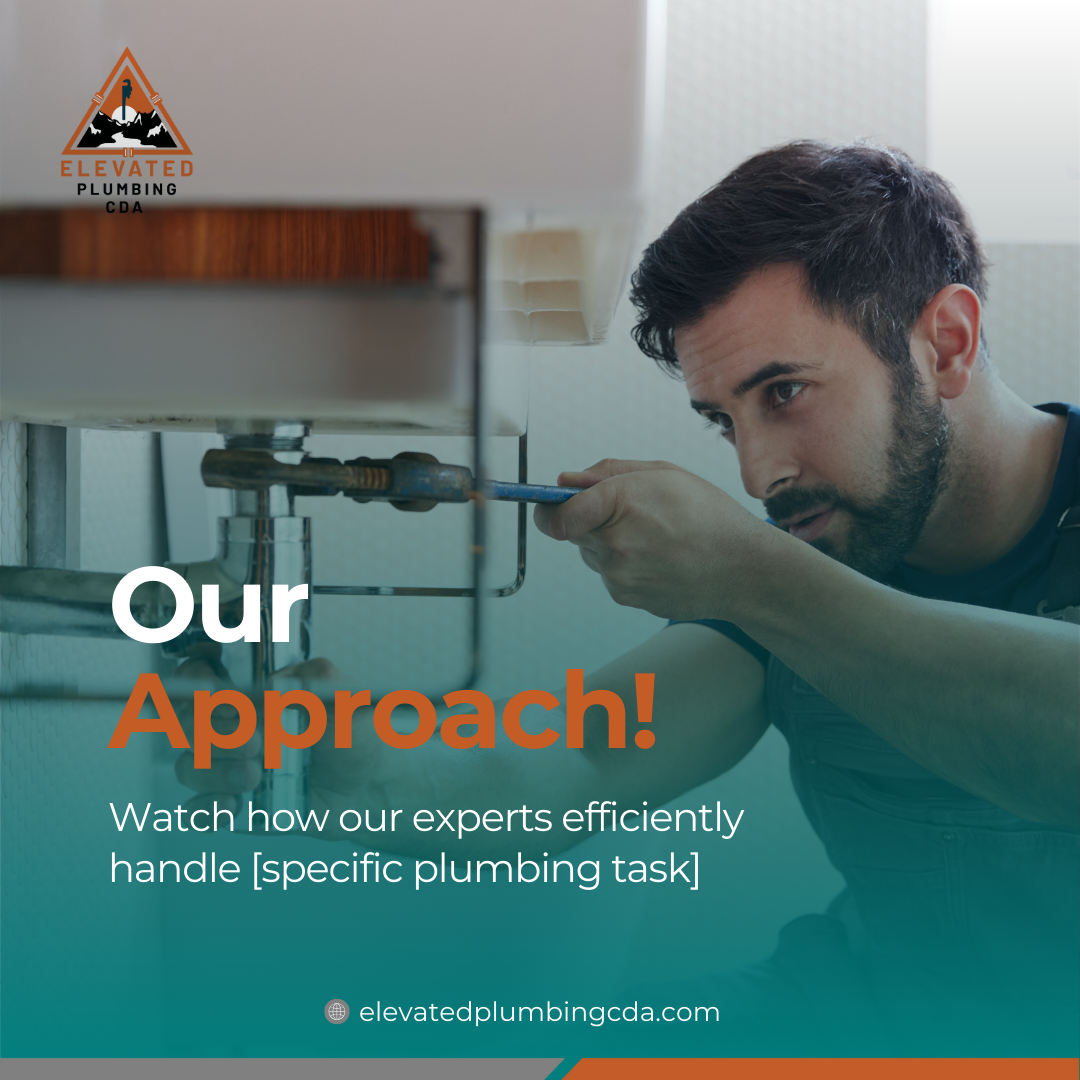 ELEVATED
PLUMBING
CDA
Our
Approach!
Watch how our experts efficiently
handle [specific plumbing task]
elevatedplumbingcda.com